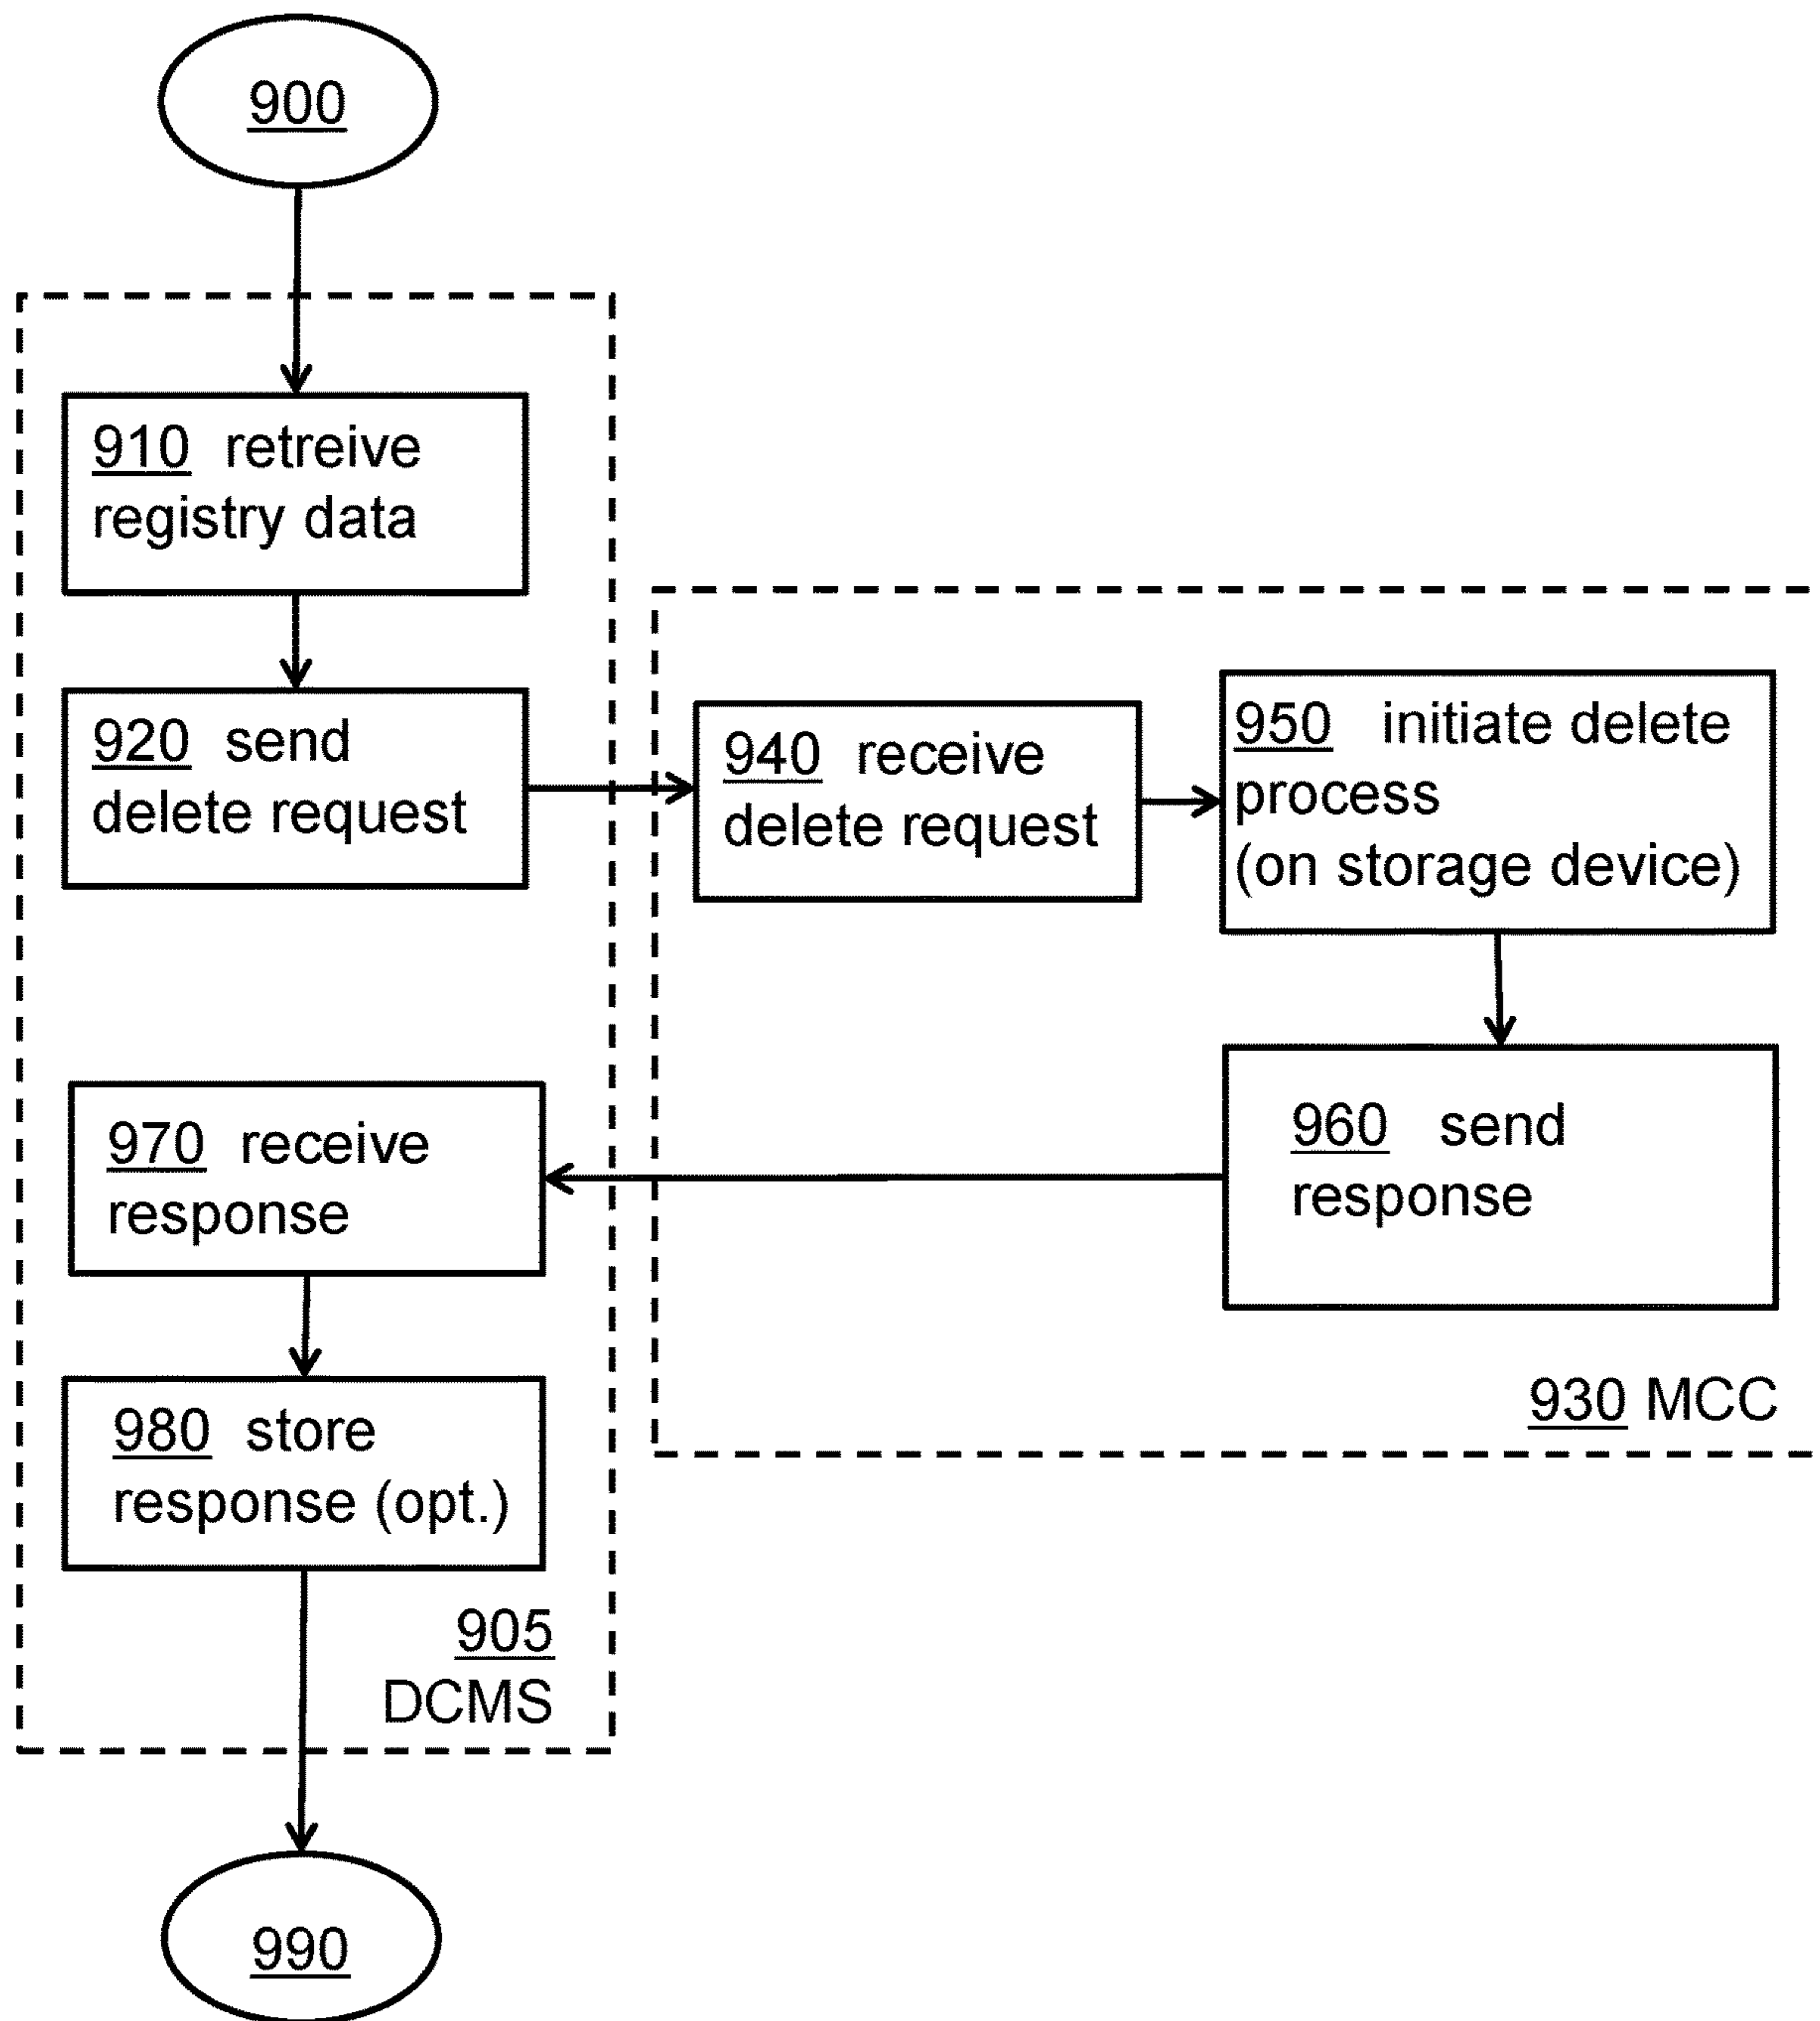 900
910 retreive
registry data
920 send
delete request
940 receive
delete request
950 initiate delete
process
(on storage device)
960 send
response
970 receive
response
930 MCC
980 store
response (opt.)
905
DCMS
990